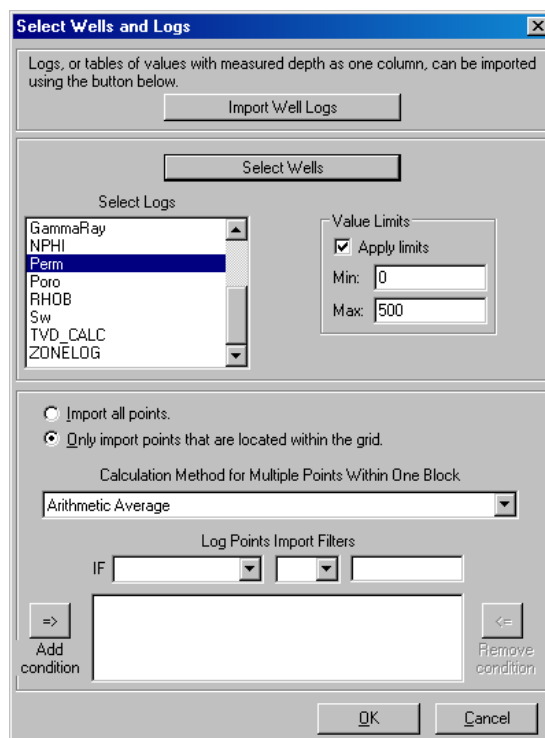 Select Wells and Logs
Logs, or tables of values with measured depth as one column, can be imported
using the button below.
Import Well Logs
Select Wells
Select Logs
GammaRay
NPHI
Perm
Poro
RHOB
Sw
TVD_CALC
ZONELOG
Value Limits
Apply limits
Min: 0
Max: 500
Import all points.
Only import points that are located within the grid.
Calculation Method for Multiple Points Within One Block
Arithmetic Average
Log Points Import Filters
IF
=>
Add
condition
<=
Remove
condition
OK Cancel